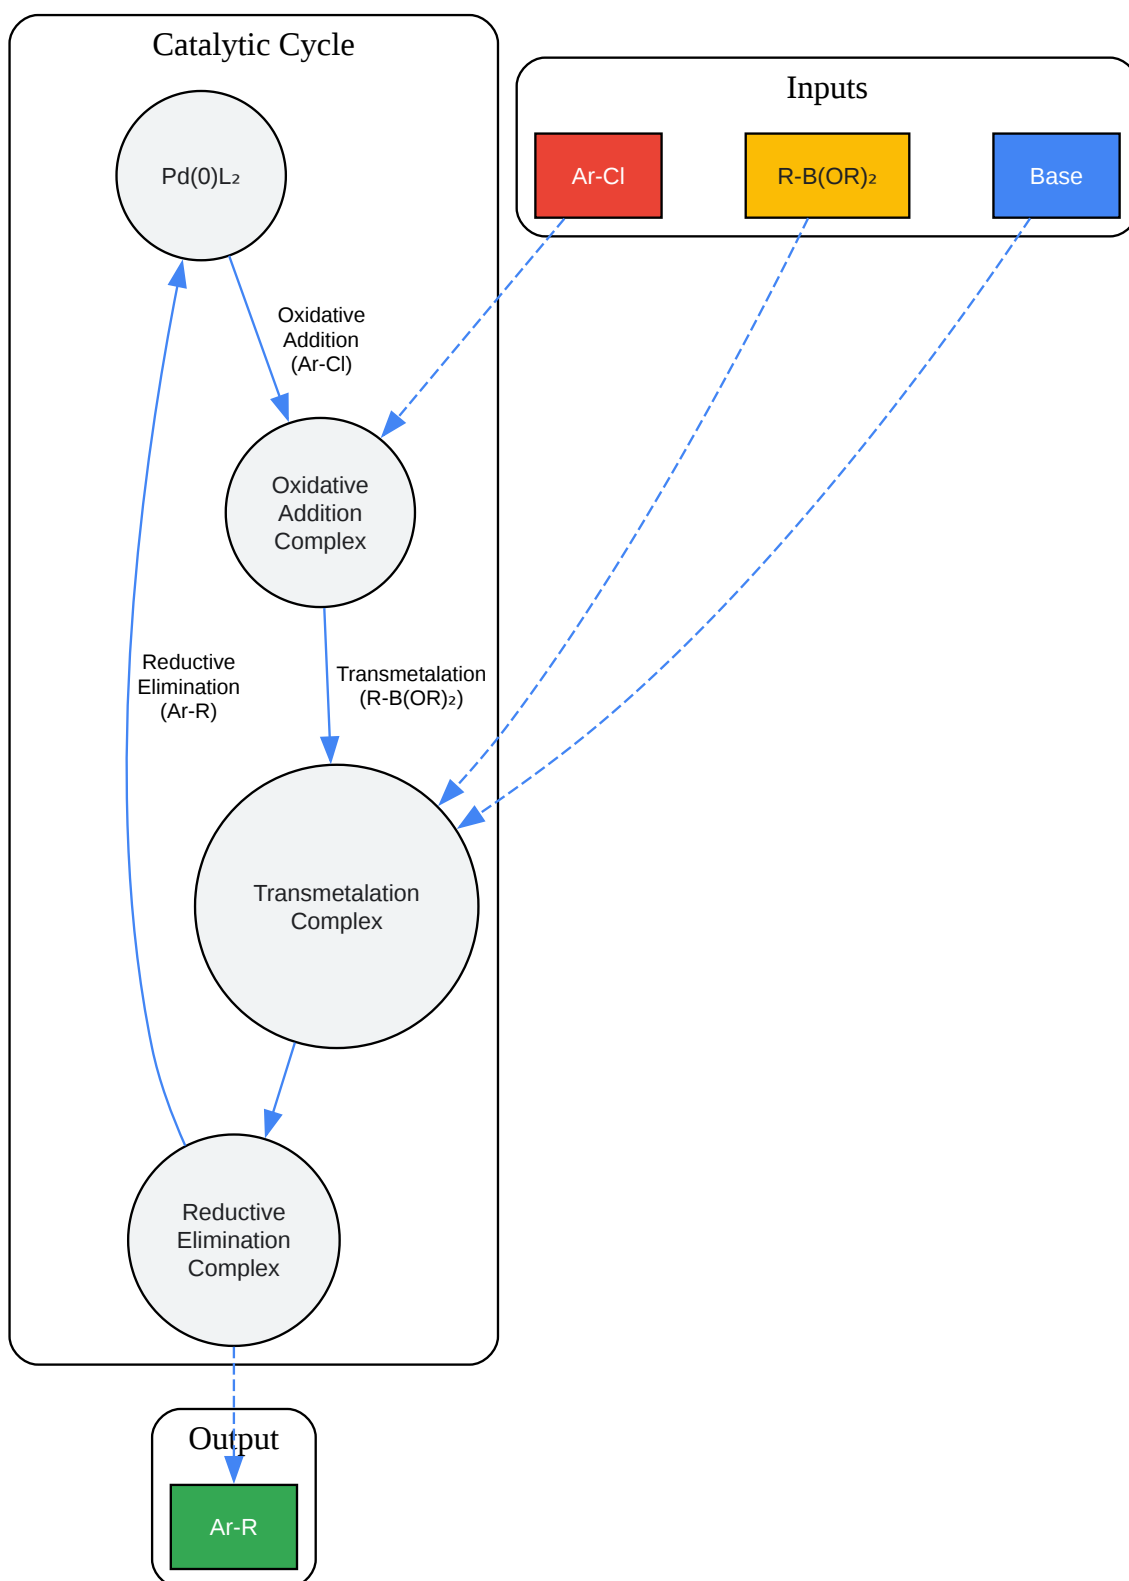 Catalytic Cycle
Inputs
Pd(0)L₂
Ar-Cl
R-B(OR)₂
Base
Oxidative
Addition
(Ar-Cl)
Oxidative
Addition
Complex
Reductive
Elimination
(Ar-R)
Transmetalation
(R-B(OR)₂)
Transmetalation
Complex
Reductive
Elimination
Complex
Output
Ar-R